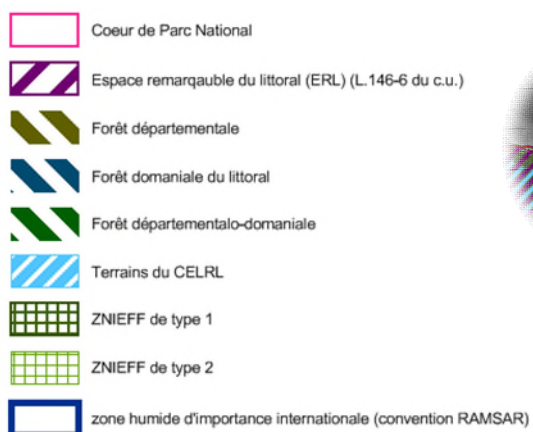 Coeur de Parc National
Espace remarqauble du littoral (ERL) (L.146-6 du c.u.)
Forêt départementale
Forêt domaniale du littoral
Forêt départementalo-domaniale
Terrains du CELRL
ZNIEFF de type 1
ZNIEFF de type 2
zone humide d'importance internationale (convention RAMSAR)